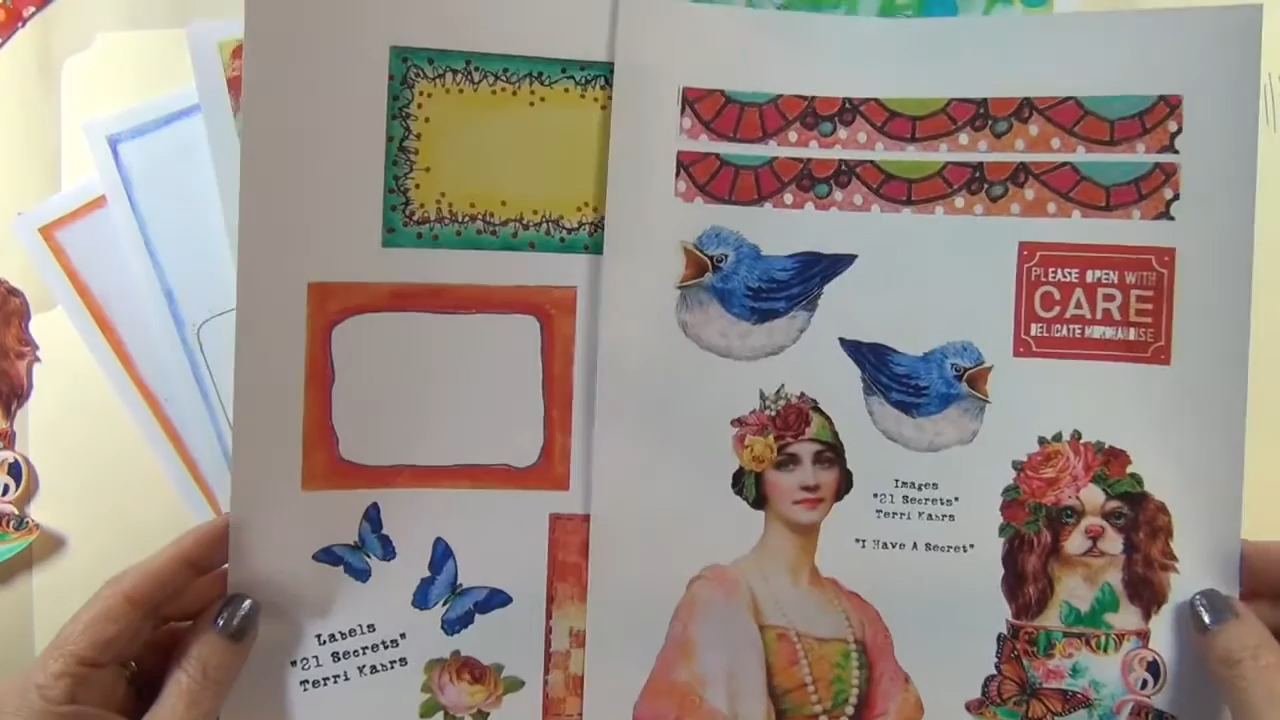 PLEASE OPEN WITH
CARE
DELICATE MERCHANDISE
Images
"21 Secrets"
Terri Kahrs
"I Have A Secret"
Labels
"21 Secrets"
Terri Kahrs